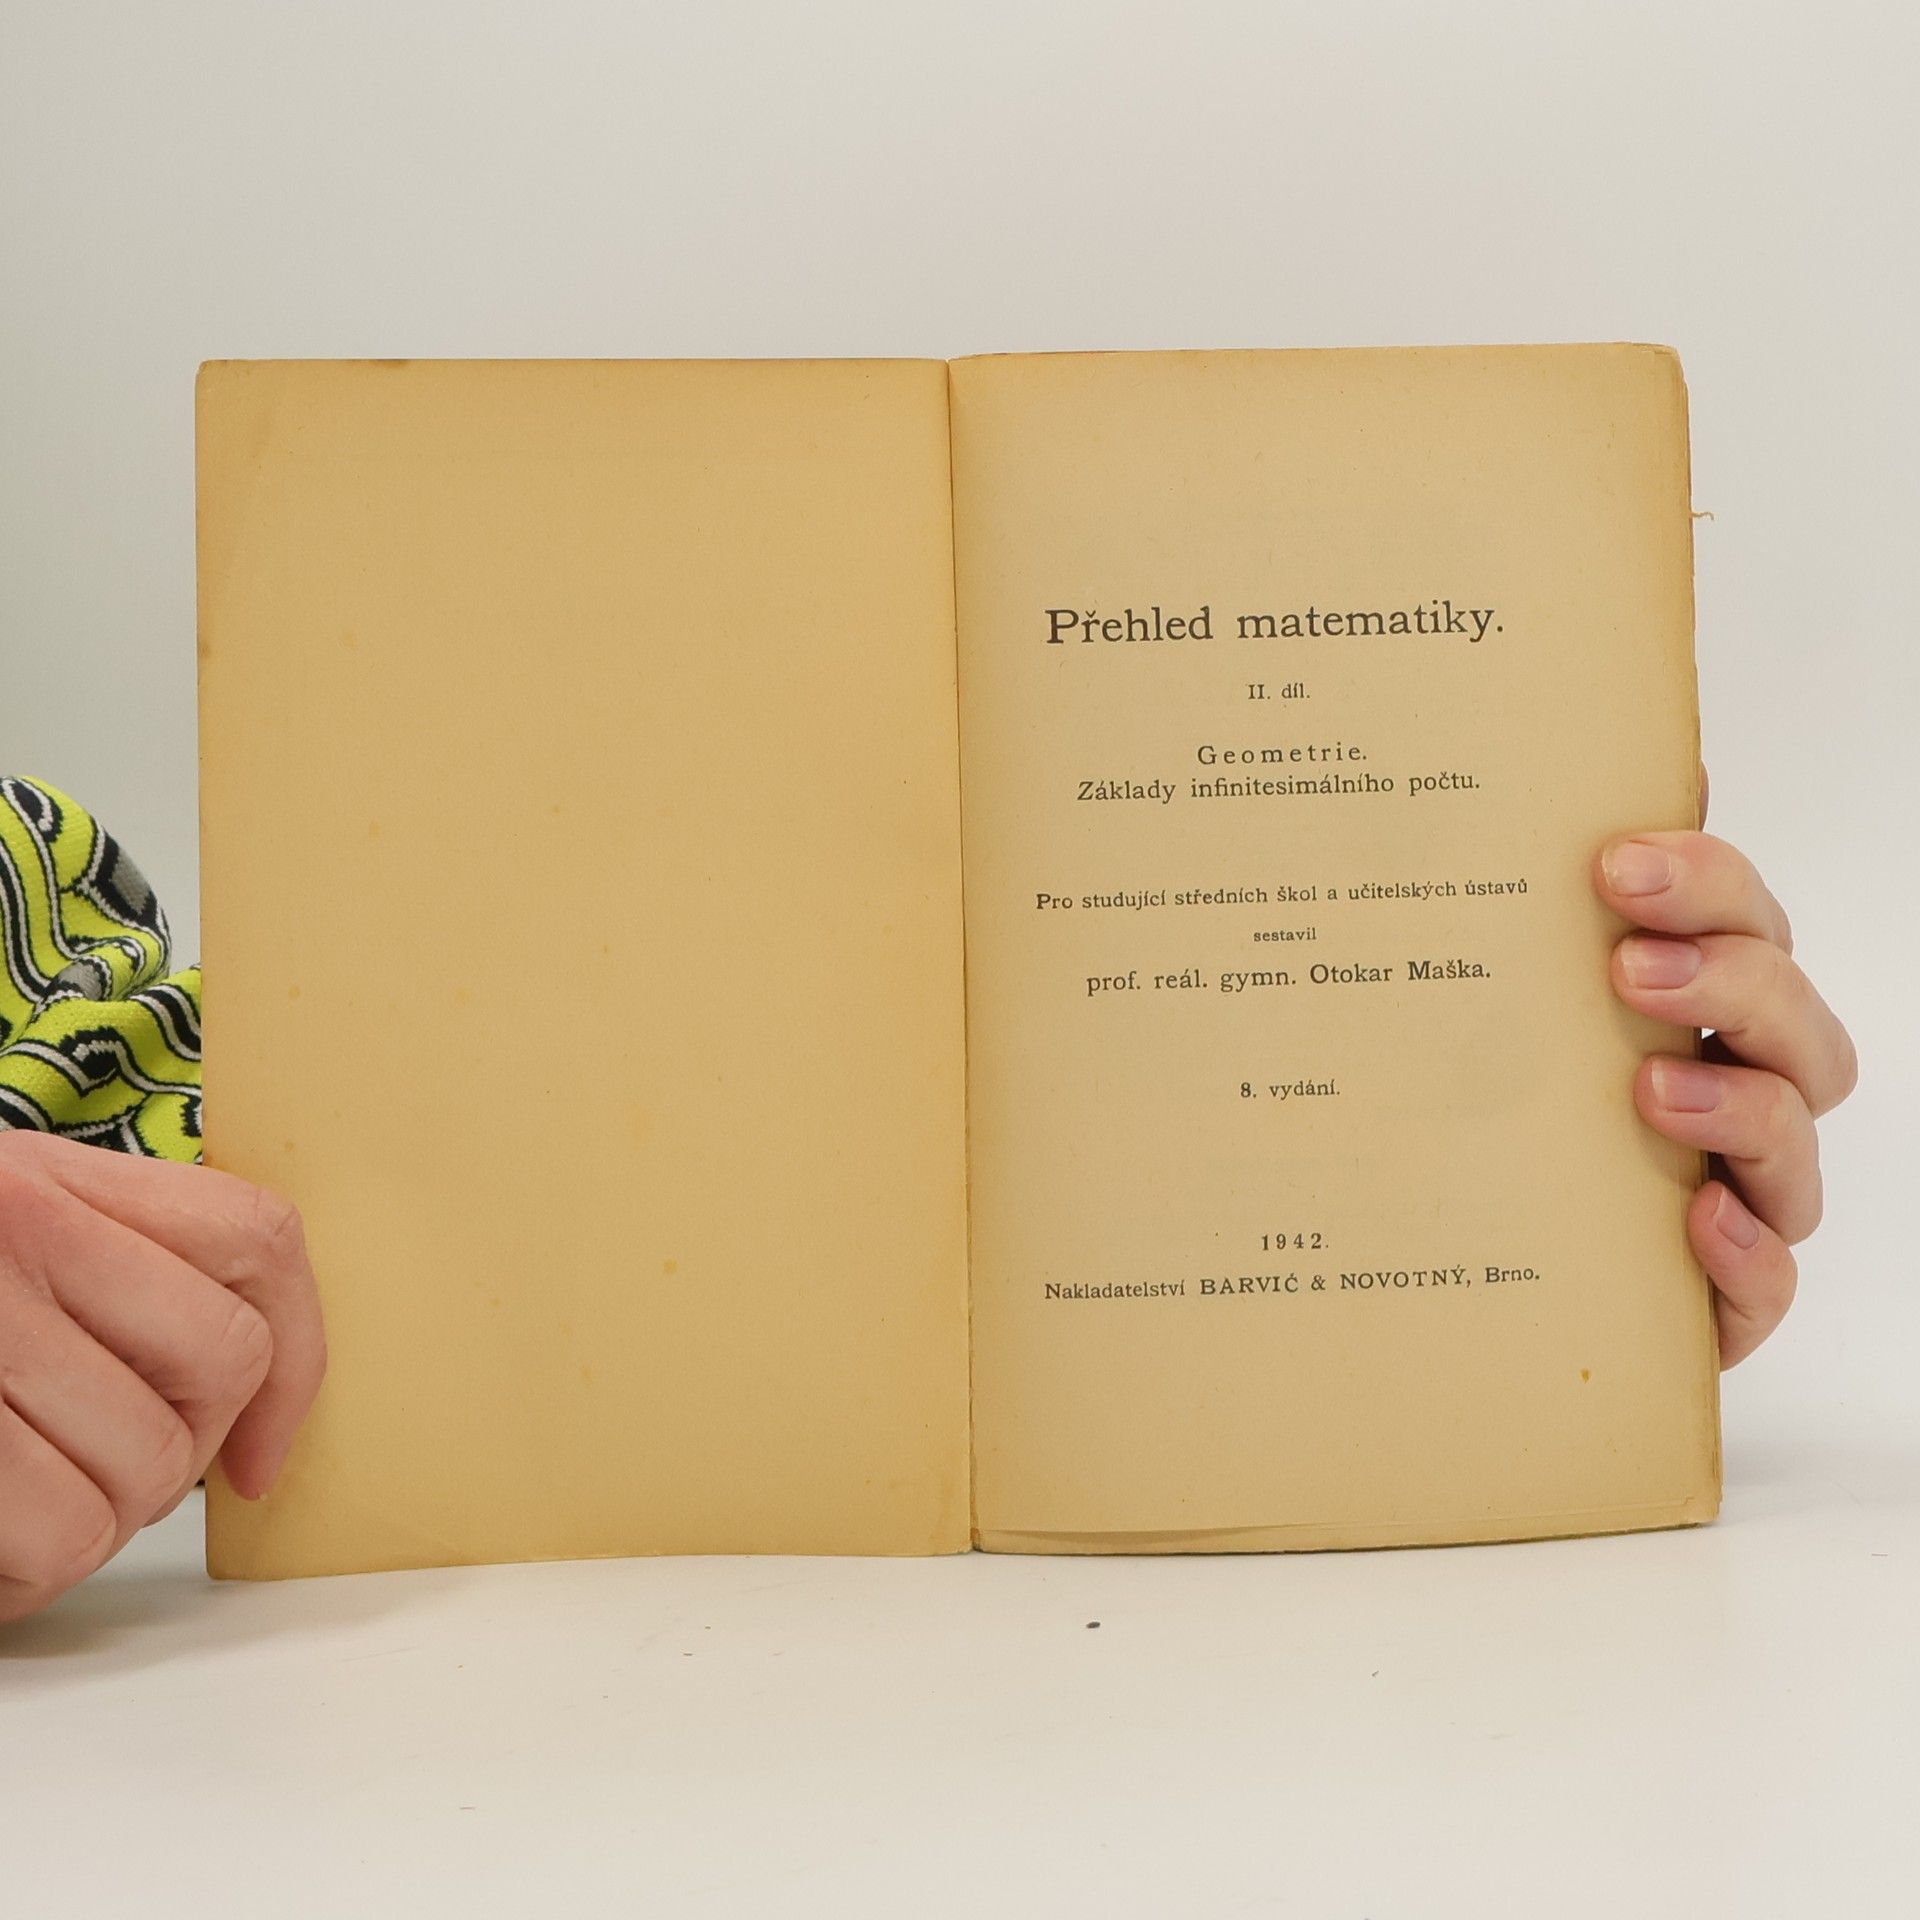 Přehled matematiky.
II. díl.
Geometrie.
Základy infinitesimálního počtu.
Pro studující středních škol a učitelských ústavů
sestavil
prof. reál. gymn. Otokar Maška.
8. vydání.
1942.
Nakladatelství BARVIČ & NOVOTNÝ, Brno.